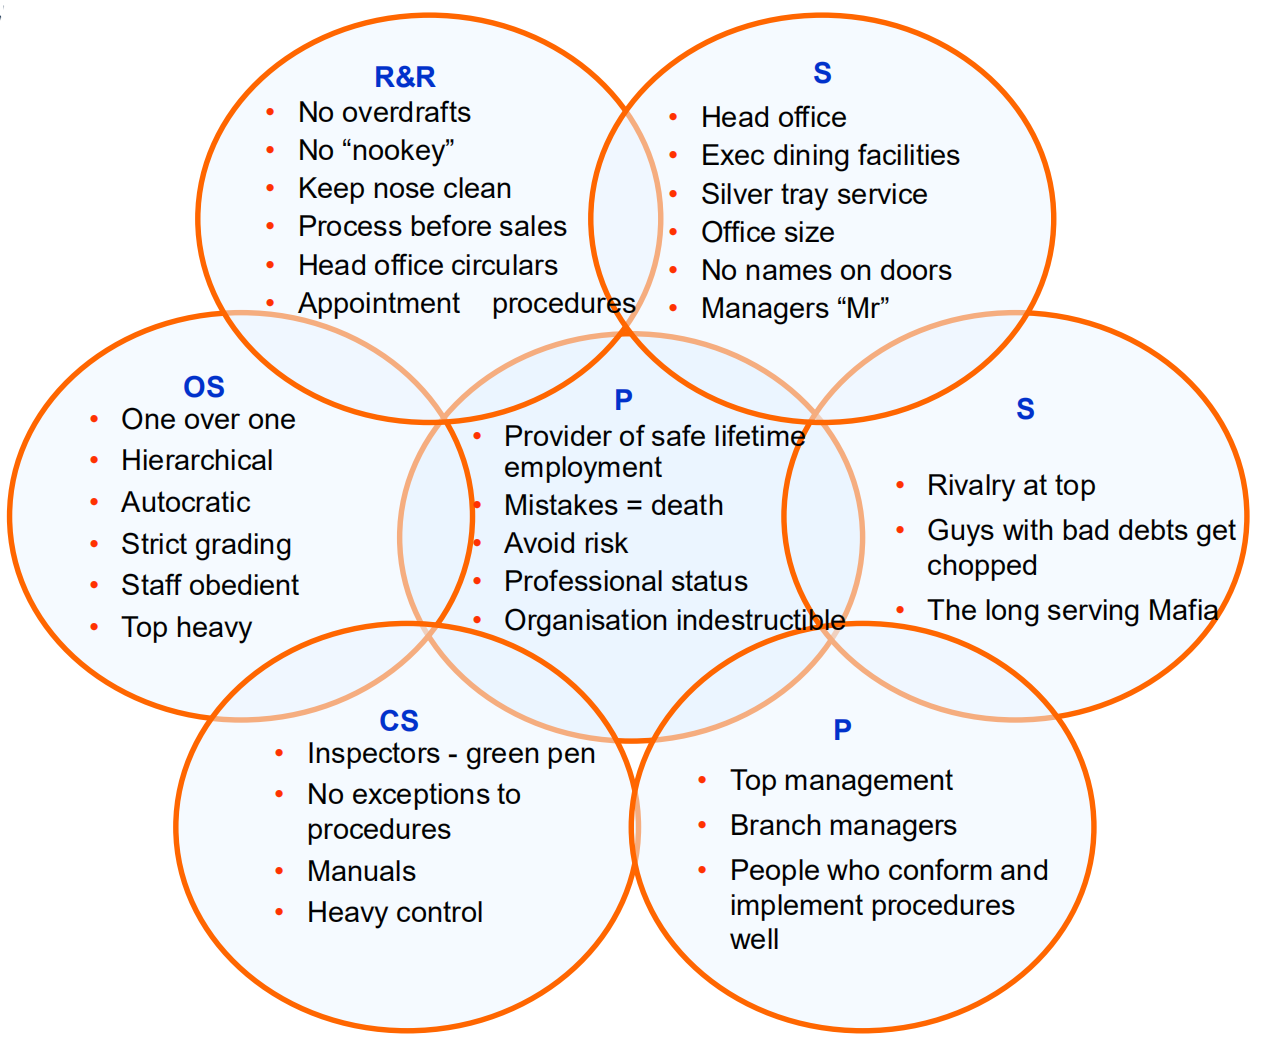 R&R
• No overdrafts
• No “nookey”
• Keep nose clean
• Process before sales
• Head office circulars
• Appointment procedures
S
• Head office
• Exec dining facilities
• Silver tray service
• Office size
• No names on doors
• Managers “Mr”
OS
• One over one
• Hierarchical
• Autocratic
• Strict grading
• Staff obedient
• Top heavy
P
• Provider of safe lifetime
employment
• Mistakes = death
• Avoid risk
• Professional status
• Organisation indestructible
S
• Rivalry at top
• Guys with bad debts get
chopped
• The long serving Mafia
CS
• Inspectors - green pen
• No exceptions to
procedures
• Manuals
• Heavy control
P
• Top management
• Branch managers
• People who conform and
implement procedures
well